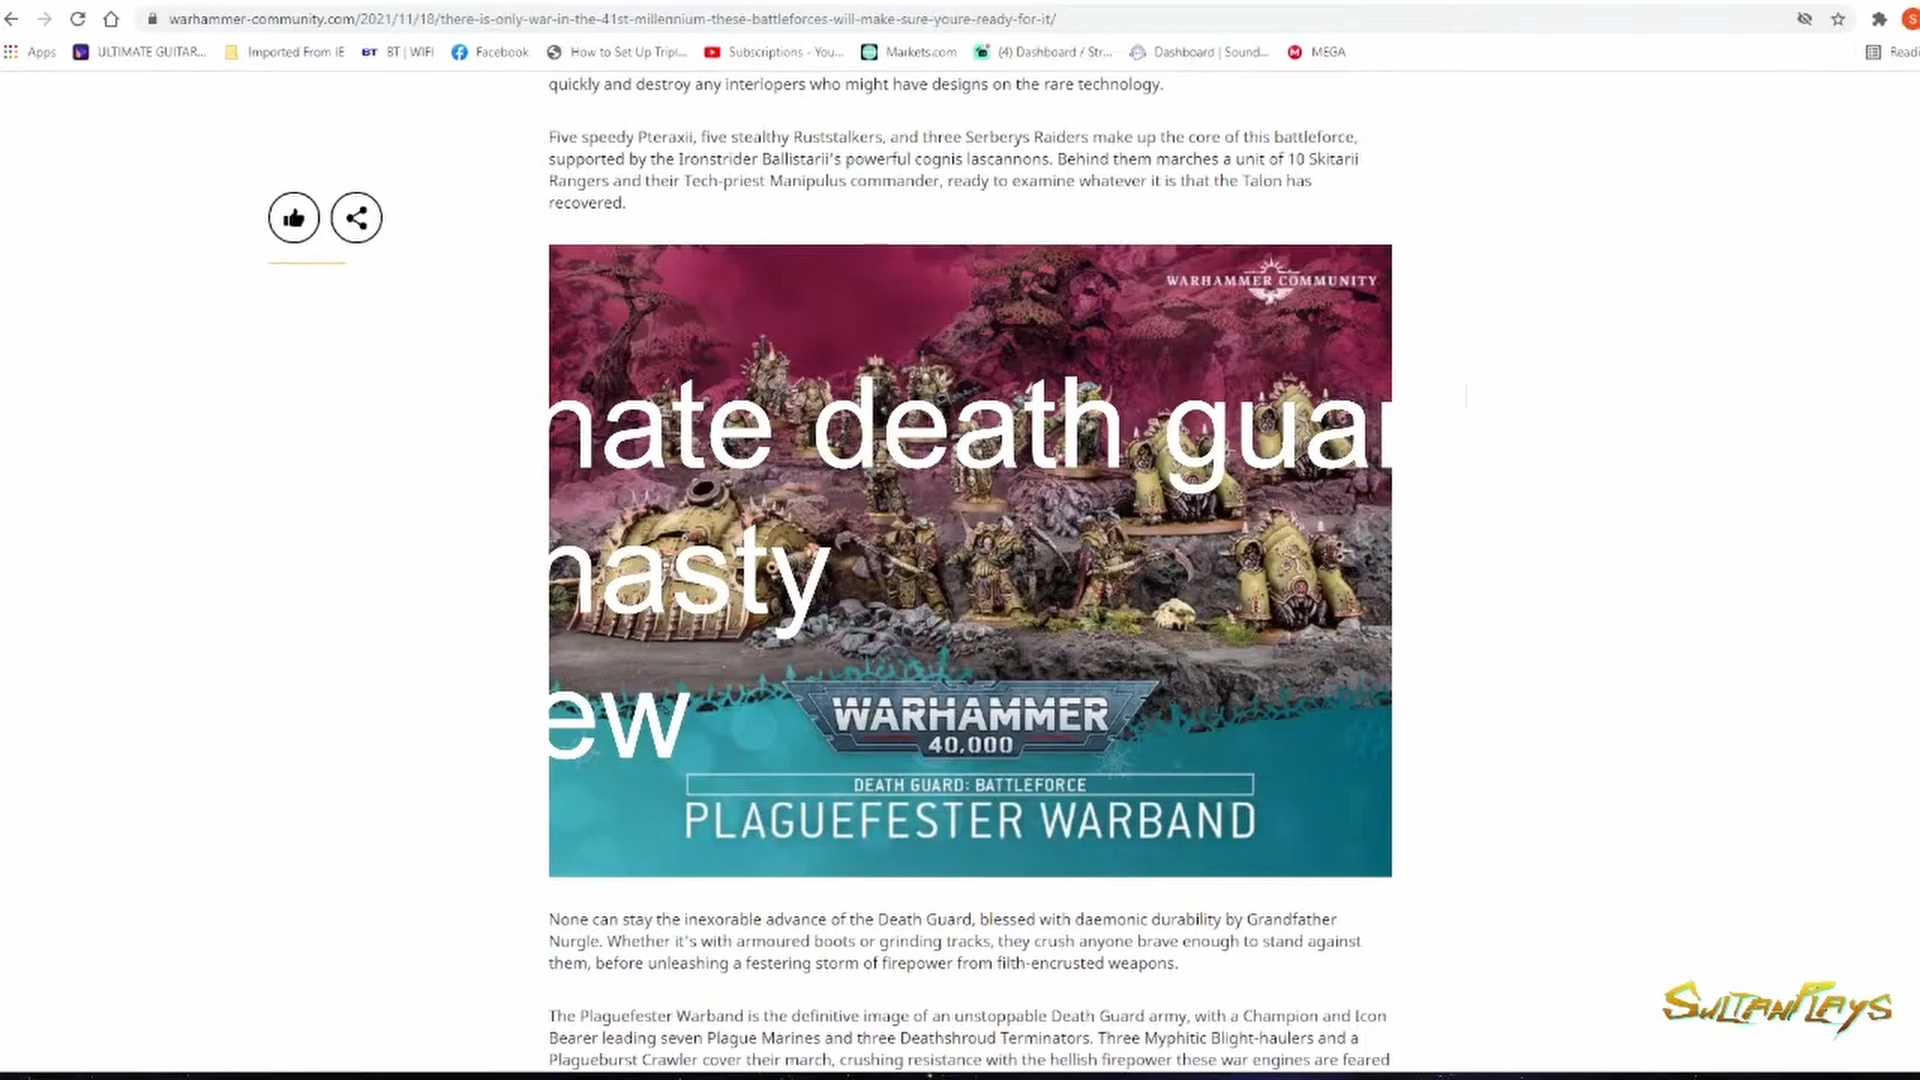 warhammer-community.com/2021/11/18/there-is-only-war-in-the-41st-millennium-these-battleforces-will-make-sure-youre-ready-for-it/
S
Apps
ULTIMATE GUITAR...
Imported From IE
BT BT | WIFI
Facebook
How to Set Up Tripl...
Subscriptions - You...
Markets.com
(4) Dashboard / Str...
Dashboard | Sound...
MEGA
Readi
quickly and destroy any interlopers who might have designs on the rare technology.
Five speedy Pteraxii, five stealthy Ruststalkers, and three Serberys Raiders make up the core of this battleforce,
supported by the Ironstrider Ballistarii's powerful cognis lascannons. Behind them marches a unit of 10 Skitarii
Rangers and their Tech-priest Manipulus commander, ready to examine whatever it is that the Talon has
recovered.
WARHAMMER COMMUNITY
nate death guar
nasty
ew
WARHAMMER
40,000
DEATH GUARD: BATTLEFORCE
PLAGUEFESTER WARBAND
None can stay the inexorable advance of the Death Guard, blessed with daemonic durability by Grandfather
Nurgle. Whether it's with armoured boots or grinding tracks, they crush anyone brave enough to stand against
them, before unleashing a festering storm of firepower from filth-encrusted weapons.
The Plaguefester Warband is the definitive image of an unstoppable Death Guard army, with a Champion and Icon
Bearer leading seven Plague Marines and three Deathshroud Terminators. Three Myphitic Blight-haulers and a
Plagueburst Crawler cover their march, crushing resistance with the hellish firepower these war engines are feared
SULTANPLAYS